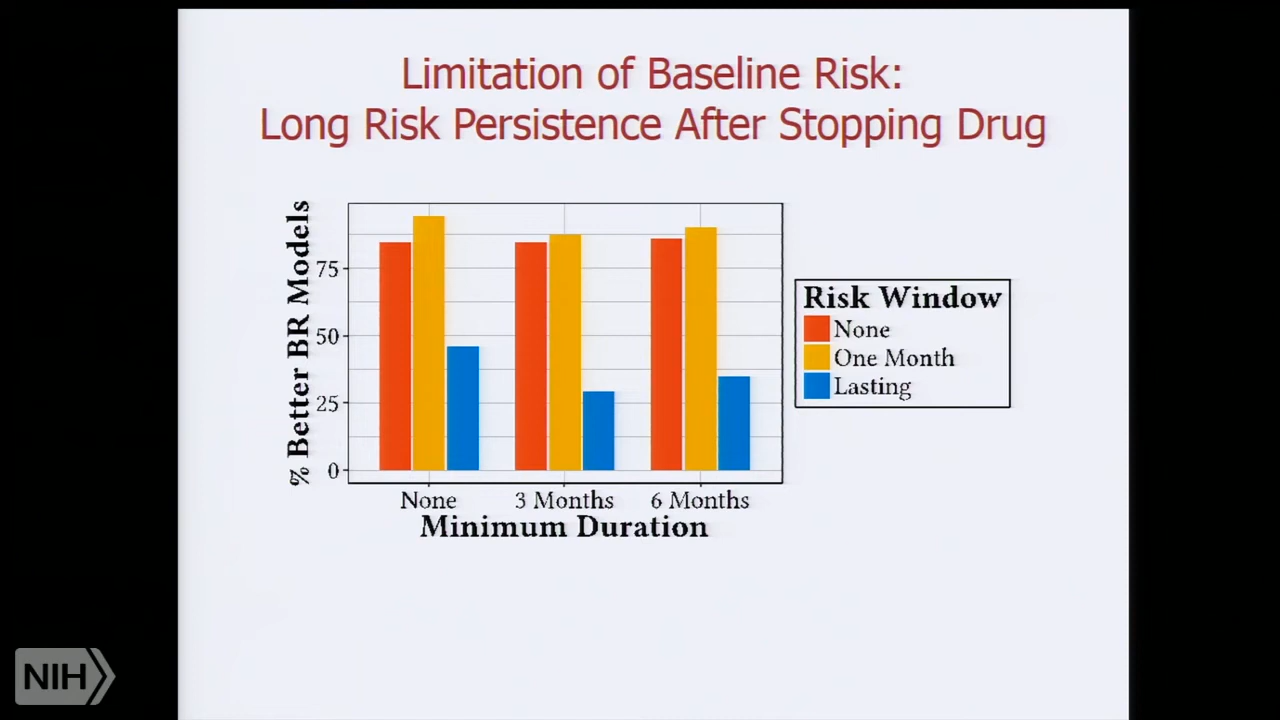 Limitation of Baseline Risk:
Long Risk Persistence After Stopping Drug
% Better BR Models
75
50
25
0
None
3 Months
6 Months
Minimum Duration
Risk Window
None
One Month
Lasting
NIH